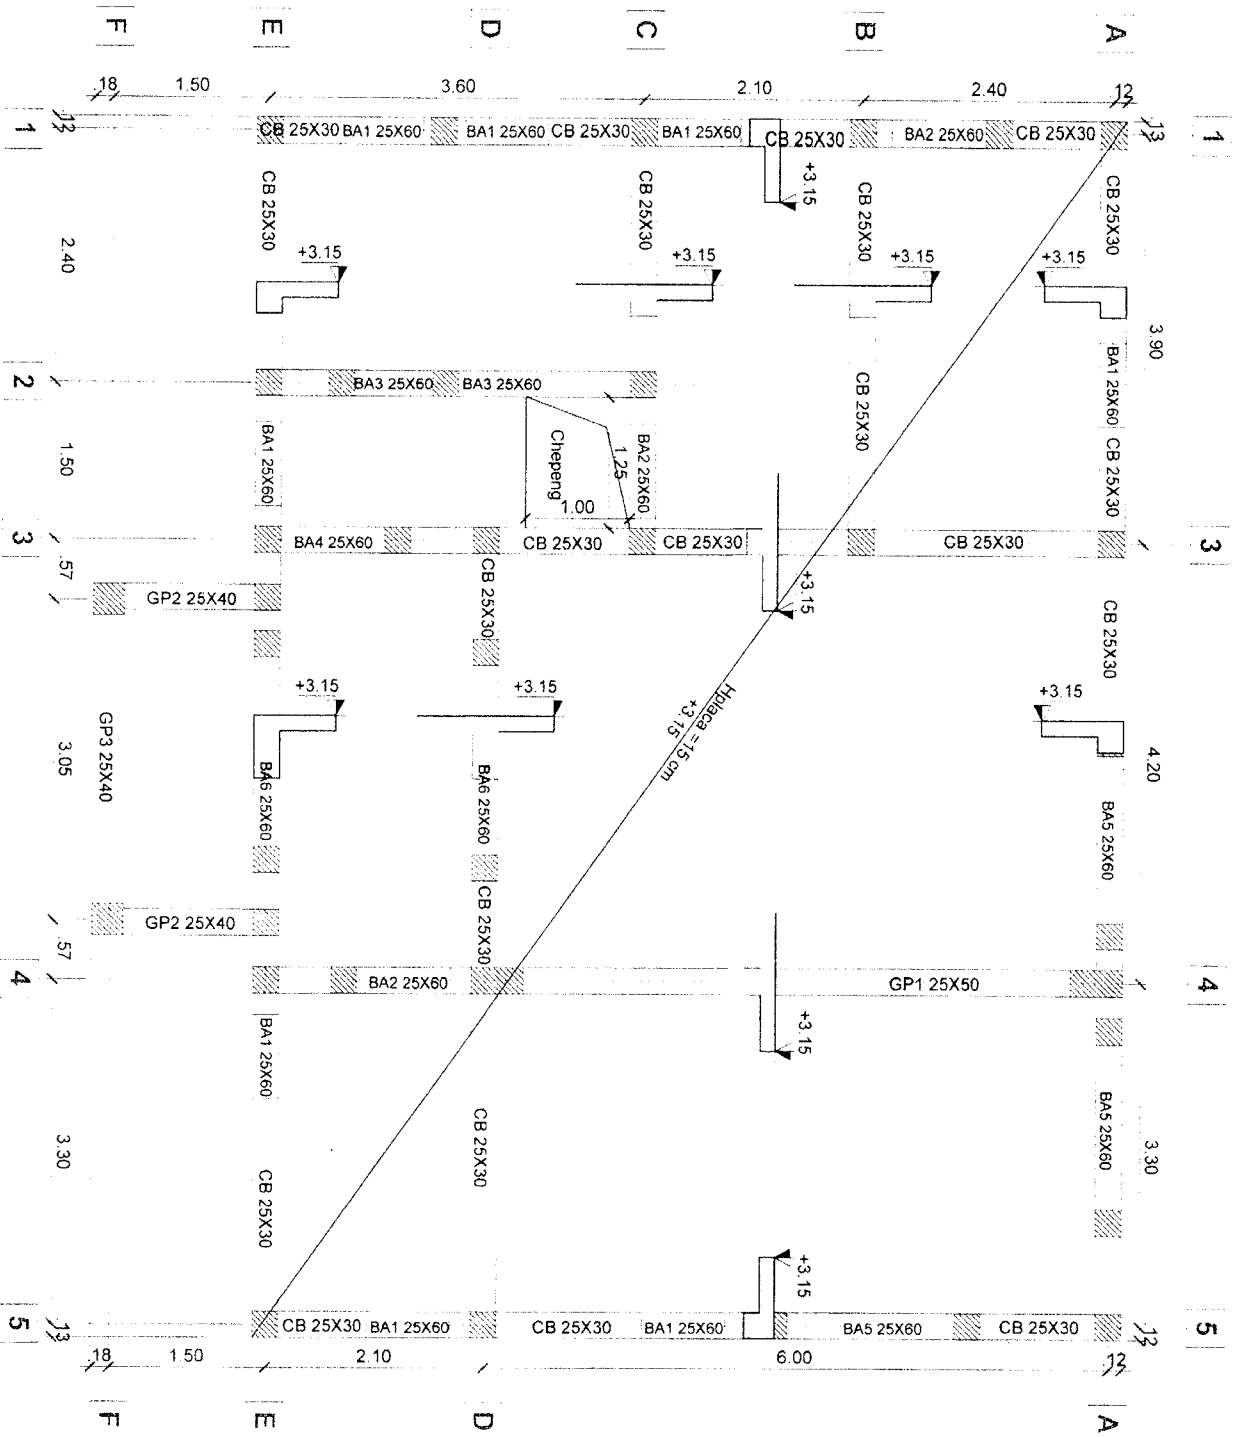 F E D C B A
.18 1.50 3.60 2.10 2.40 .12
.12
1
CB 25X30 BA1 25X60 BA1 25X60 CB 25X30 BA1 25X60 CB 25X30 BA2 25X60 CB 25X30
.13
1
CB 25X30
CB 25X30
CB 25X30
CB 25X30
+3.15
+3.15
+3.15
+3.15
+3.15
2.40
3.90
2
BA3 25X60 BA3 25X60
CB 25X30
BA1 25X60
CB 25X30
1.50
BA1 25X60
Chepeng
1.25
1.00
BA2 25X60
3
BA4 25X60 CB 25X30 CB 25X30 CB 25X30
3
.57
CB 25X30
+3.15
GP2 25X40
CB 25X30
+3.15
+3.15
+3.15
Hplaca =15 cm
+3.15
3.05
GP3 25X40
BA6 25X60
BA6 25X60
BA5 25X60
4.20
GP2 25X40
CB 25X30
.57
4
BA2 25X60 GP1 25X50
4
BA1 25X60
+3.15
BA5 25X60
3.30
CB 25X30
CB 25X30
3.30
+3.15
5
.13
CB 25X30 BA1 25X60 CB 25X30 BA1 25X60 BA5 25X60 CB 25X30
.12
5
.18 1.50 2.10 6.00 .12
F E D A